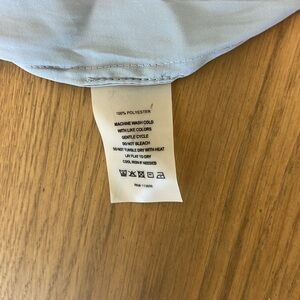 100% POLYESTER
MACHINE WASH COLD
WITH LIKE COLORS
GENTLE CYCLE
DO NOT BLEACH
DO NOT TUMBLE DRY WITH HEAT
LAY FLAT TO DRY
COOL IRON IF NEEDED